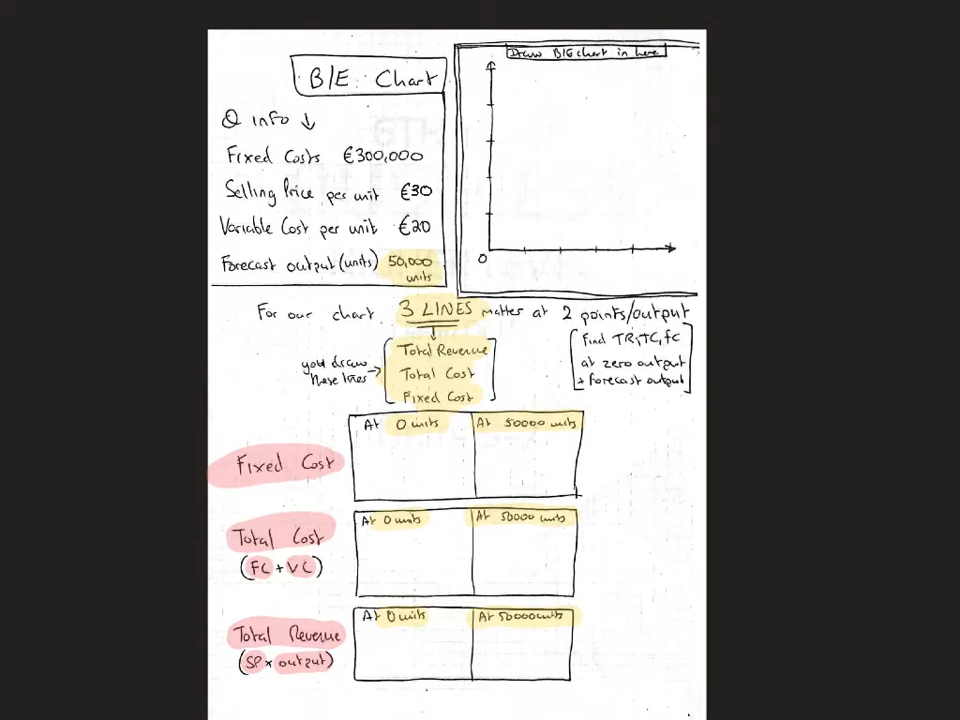 B/E Chart
Q info ↓
Fixed Costs €300,000
Selling Price per unit €30
Variable Cost per unit €20
Forecast output (units) 50,000
units
Draw B/E chart in here
0
For our chart 3 LINES matter at 2 points/output
Total Revenue
Total Cost
Fixed Cost
you draw
these lines →
Find TR, TC, FC
at zero output
+ forecast output
At 0 units At 50000 units
Fixed Cost
At 0 units At 50000 units
Total Cost
(FC + VC)
At 0 units At 50000 units
Total Revenue
(SP x output)